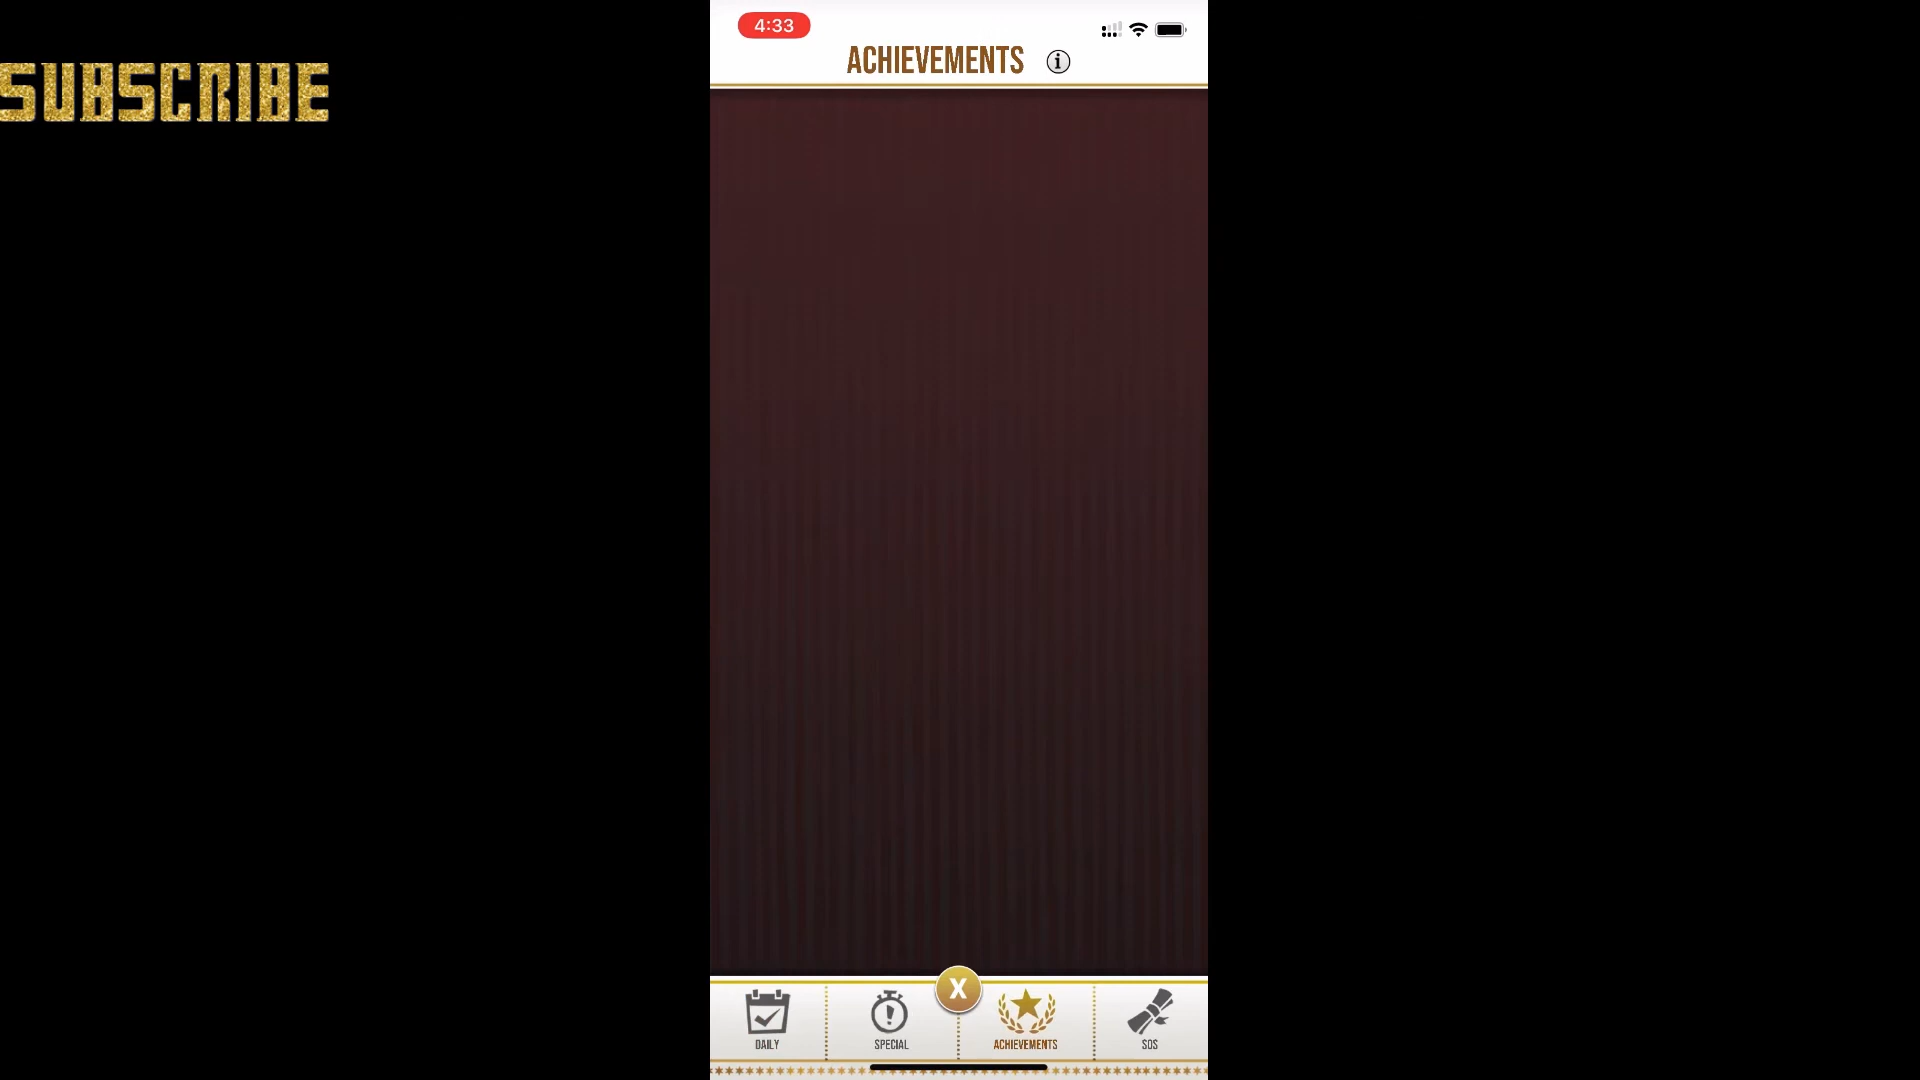 SUBSCRIBE
4:33
ACHIEVEMENTS
X
DAILY
SPECIAL
ACHIEVEMENTS
SOS